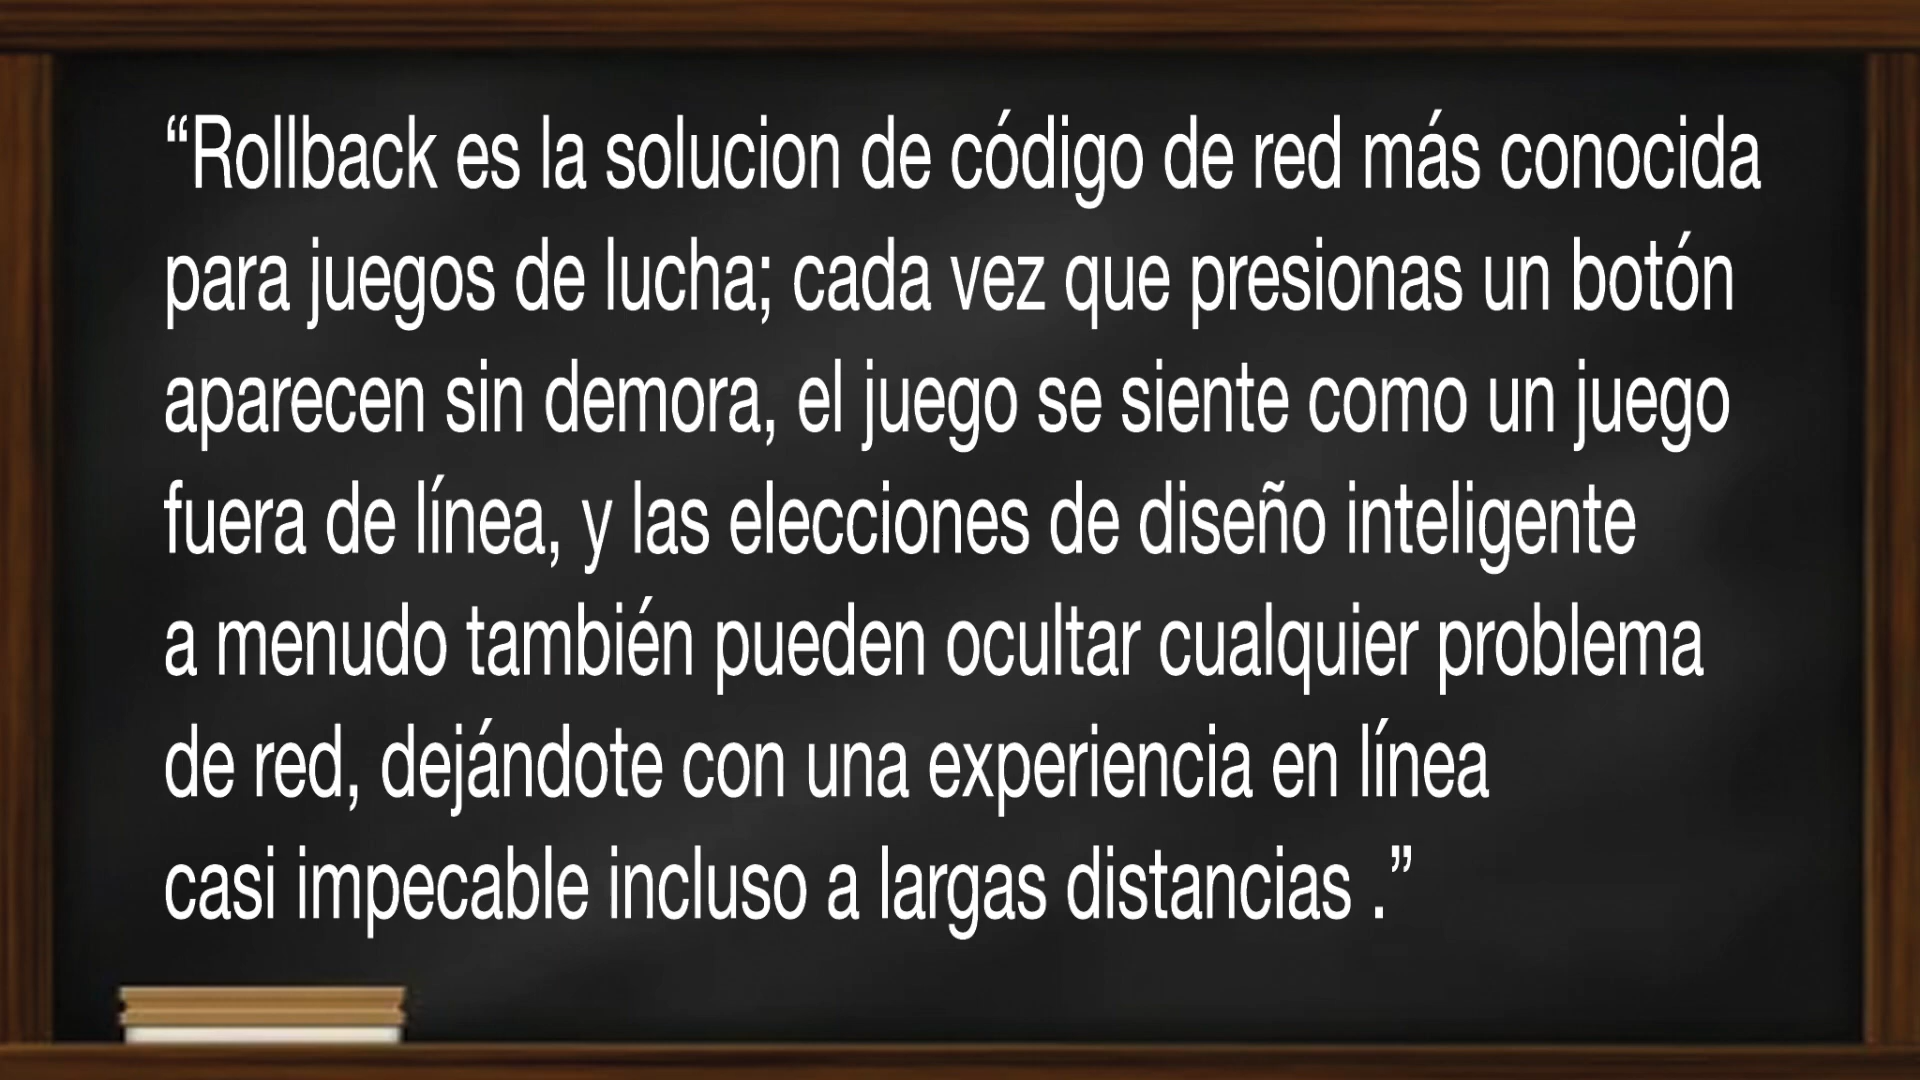 “Rollback es la solucion de código de red más conocida
para juegos de lucha; cada vez que presionas un botón
aparecen sin demora, el juego se siente como un juego
fuera de línea, y las elecciones de diseño inteligente
a menudo también pueden ocultar cualquier problema
de red, dejándote con una experiencia en línea
casi impecable incluso a largas distancias .”